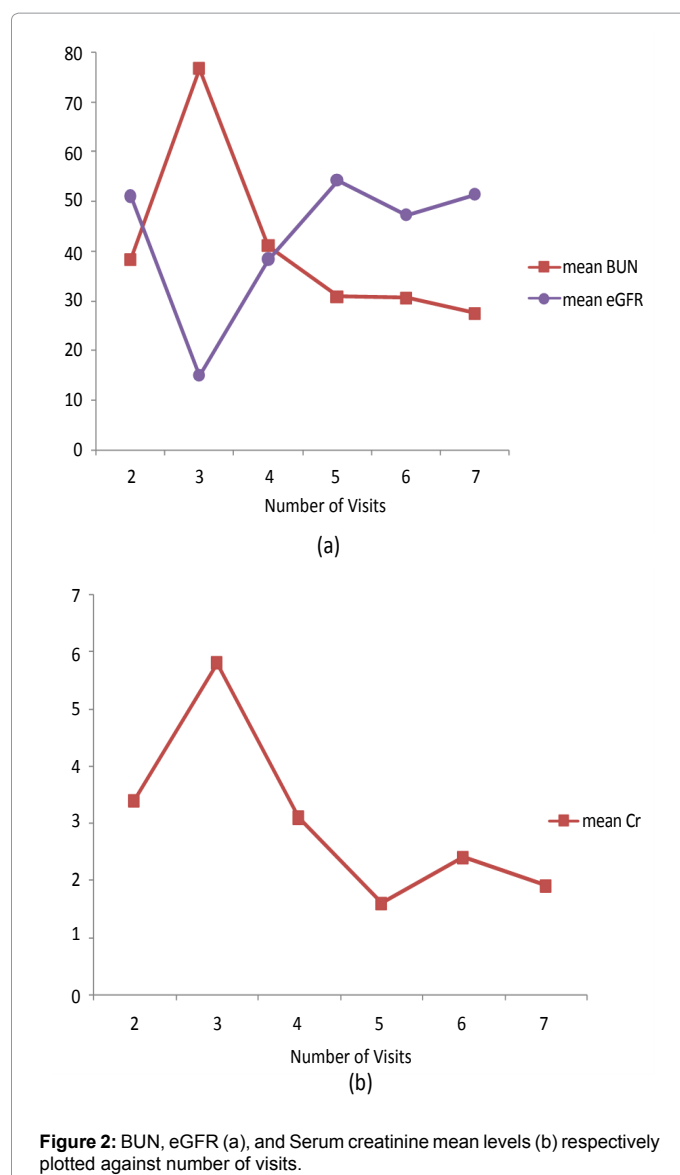 80
70
60
50
40
30
20
10
0
mean BUN
mean eGFR
2 3 4 5 6 7
Number of Visits
(a)
7
6
5
4
3
2
1
0
mean Cr
2 3 4 5 6 7
Number of Visits
(b)
Figure 2: BUN, eGFR (a), and Serum creatinine mean levels (b) respectively
plotted against number of visits.